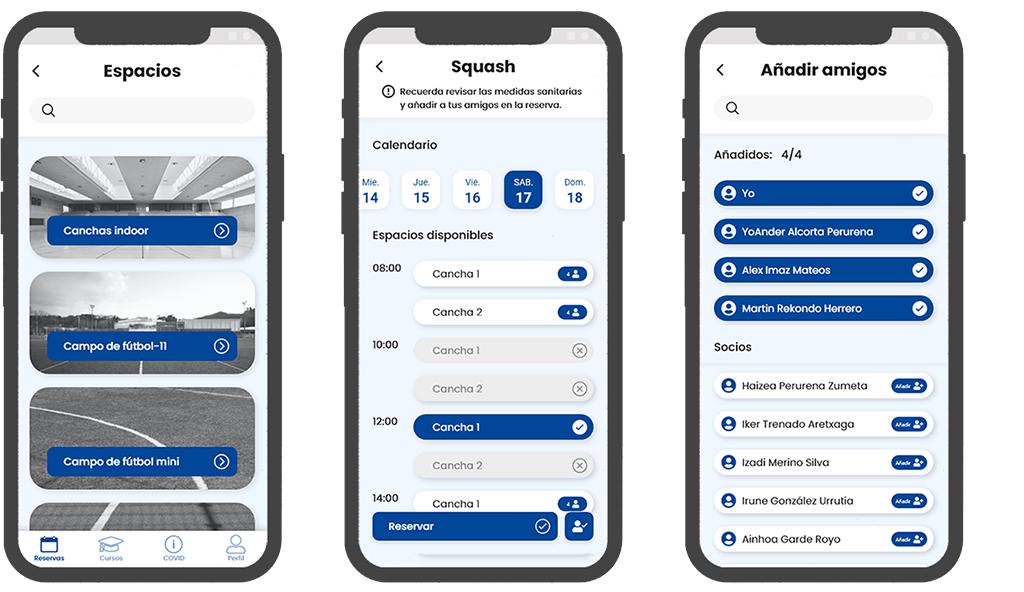 Espacios
Canchas indoor
Campo de fútbol-11
Campo de fútbol mini
Reservas
Cursos
COVID
Perfil
Squash
Recuerda revisar las medidas sanitarias
y añadir a tus amigos en la reserva.
Calendario
Mie. Jue. Vie. SAB. Dom.
14 15 16 17 18
Espacios disponibles
08:00 Cancha 1 4
Cancha 2 4
10:00 Cancha 1
Cancha 2
12:00 Cancha 1
Cancha 2
14:00 Cancha 1 4
Reservar
Añadir amigos
Añadidos: 4/4
Yo
YoAnder Alcorta Perurena
Alex Imaz Mateos
Martin Rekondo Herrero
Socios
Haizea Perurena Zumeta Añadir
Iker Trenado Aretxaga Añadir
Izadi Merino Silva Añadir
Irune González Urrutia Añadir
Ainhoa Garde Royo Añadir